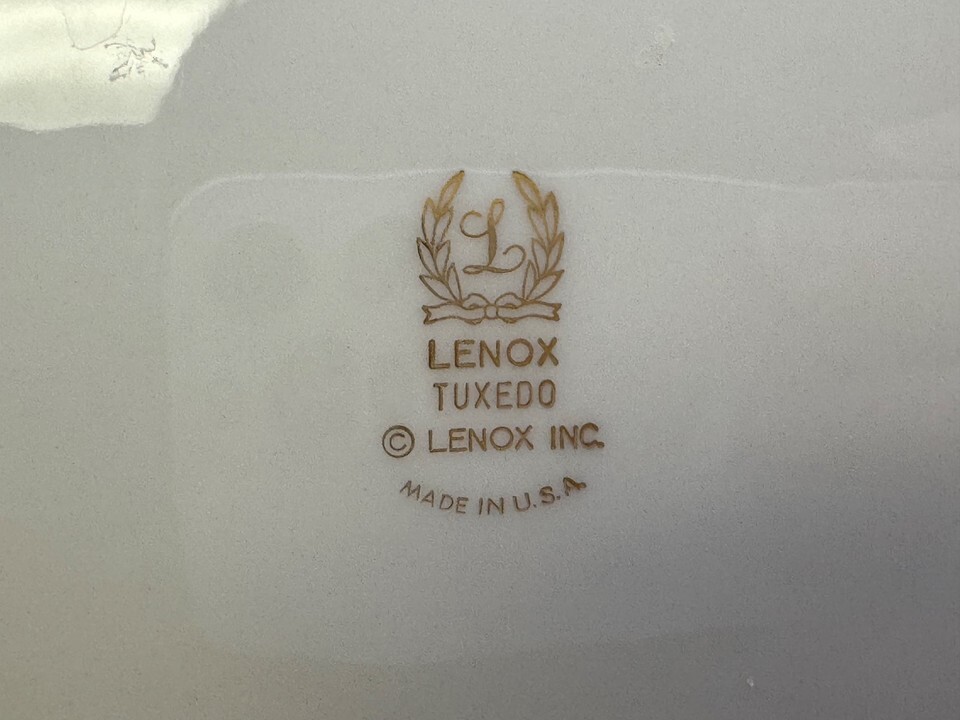 L
LENOX
TUXEDO
© LENOX INC.
MADE IN U.S.A.